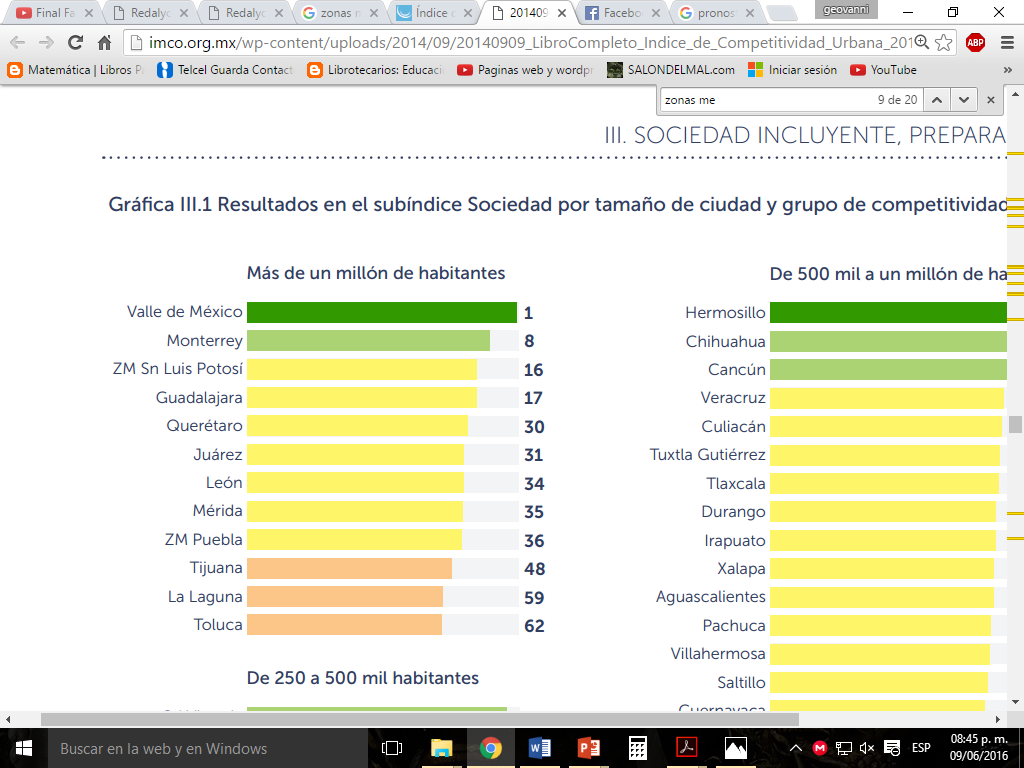 Final Fa
Redalyc
Redalyc
zonas m
Índice c
201409
Facebo
pronos
geovanni
imco.org.mx/wp-content/uploads/2014/09/20140909_LibroCompleto_Indice_de_Competitividad_Urbana_201
ABP
Matemática | Libros P
Telcel Guarda Contact
Librotecarios: Educaci
Paginas web y wordpr
SALONDELMAL.com
Iniciar sesión
YouTube
»
zonas me
9 de 20
III. SOCIEDAD INCLUYENTE, PREPARA
Gráfica III.1 Resultados en el subíndice Sociedad por tamaño de ciudad y grupo de competitividad
Más de un millón de habitantes
Valle de México 1
Monterrey 8
ZM Sn Luis Potosí 16
Guadalajara 17
Querétaro 30
Juárez 31
León 34
Mérida 35
ZM Puebla 36
Tijuana 48
La Laguna 59
Toluca 62
De 250 a 500 mil habitantes
De 500 mil a un millón de ha
Hermosillo
Chihuahua
Cancún
Veracruz
Culiacán
Tuxtla Gutiérrez
Tlaxcala
Durango
Irapuato
Xalapa
Aguascalientes
Pachuca
Villahermosa
Saltillo
Cuernavaca
Buscar en la web y en Windows
ESP
08:45 p. m.
09/06/2016